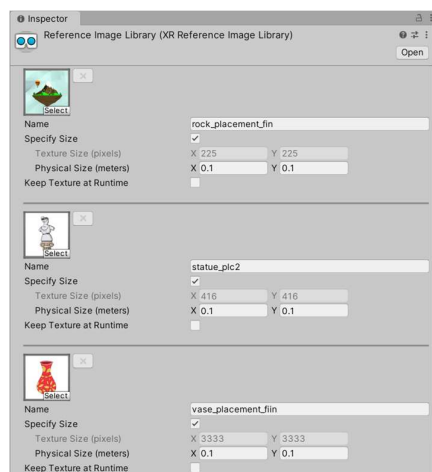 Inspector
Reference Image Library (XR Reference Image Library)
Open
Select
Name rock_placement_fin
Specify Size
Texture Size (pixels) X 225 Y 225
Physical Size (meters) X 0.1 Y 0.1
Keep Texture at Runtime
Select
Name statue_plc2
Specify Size
Texture Size (pixels) X 416 Y 416
Physical Size (meters) X 0.1 Y 0.1
Keep Texture at Runtime
Select
Name vase_placement_fiin
Specify Size
Texture Size (pixels) X 3333 Y 3333
Physical Size (meters) X 0.1 Y 0.1
Keep Texture at Runtime